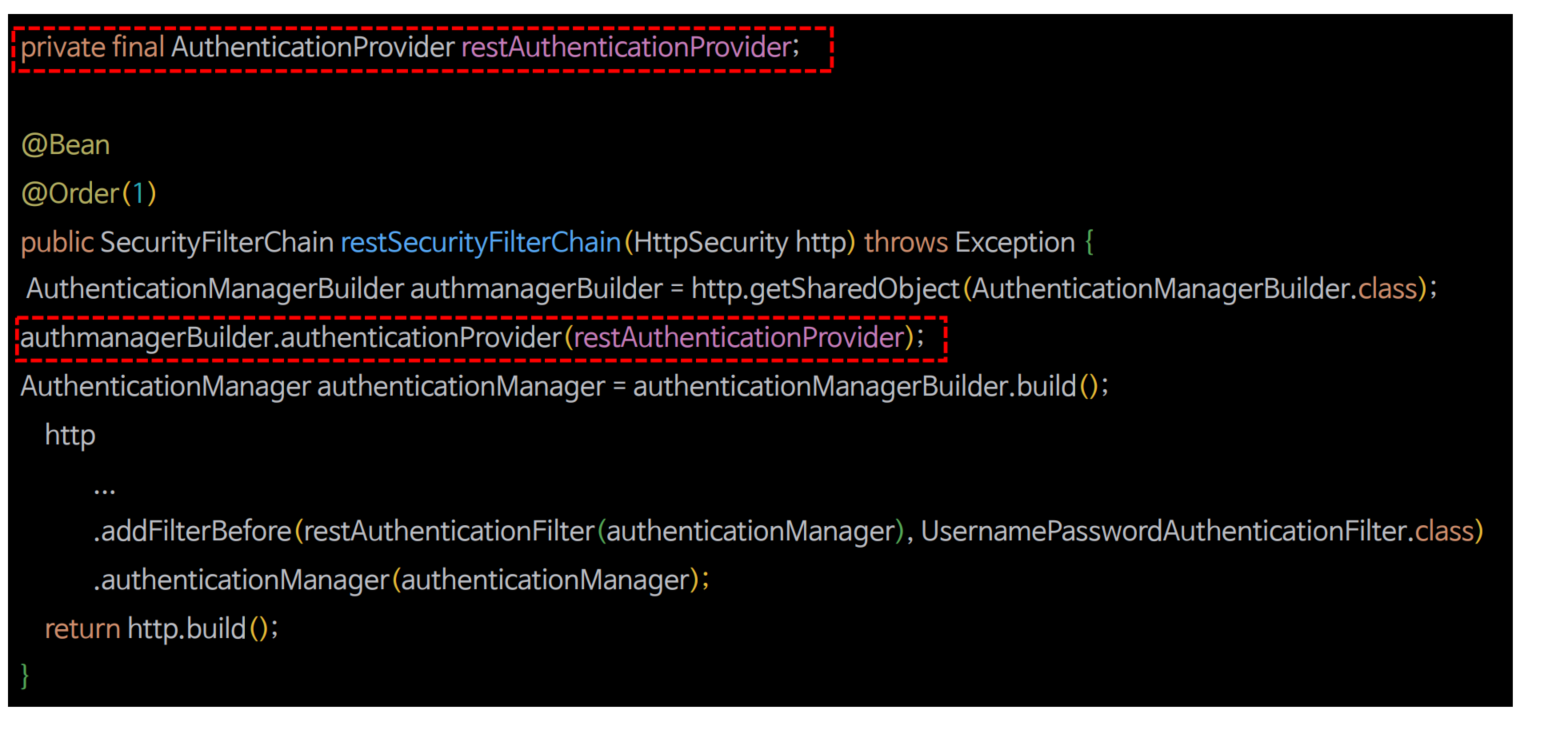 private final AuthenticationProvider restAuthenticationProvider;
@Bean
@Order(1)
public SecurityFilterChain restSecurityFilterChain(HttpSecurity http) throws Exception {
AuthenticationManagerBuilder authmanagerBuilder = http.getSharedObject(AuthenticationManagerBuilder.class);
authmanagerBuilder.authenticationProvider(restAuthenticationProvider);
AuthenticationManager authenticationManager = authenticationManagerBuilder.build();
http
...
.addFilterBefore(restAuthenticationFilter(authenticationManager), UsernamePasswordAuthenticationFilter.class)
.authenticationManager(authenticationManager);
return http.build();
}